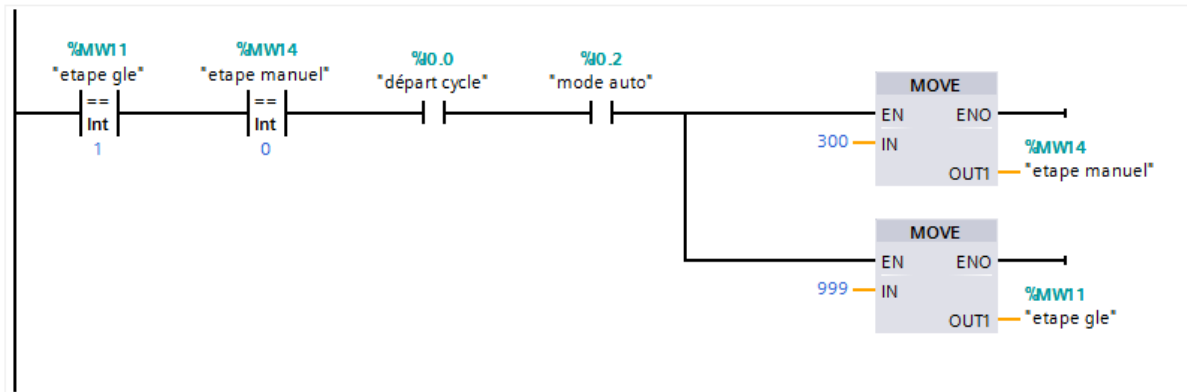 %MW11
"etape gle"
==
Int
1
%MW14
"etape manuel"
==
Int
0
%I0.0
"départ cycle"
%I0.2
"mode auto"
MOVE
EN ENO
300 IN
%MW14
OUT1 "etape manuel"
MOVE
EN ENO
999 IN
%MW11
OUT1 "etape gle"